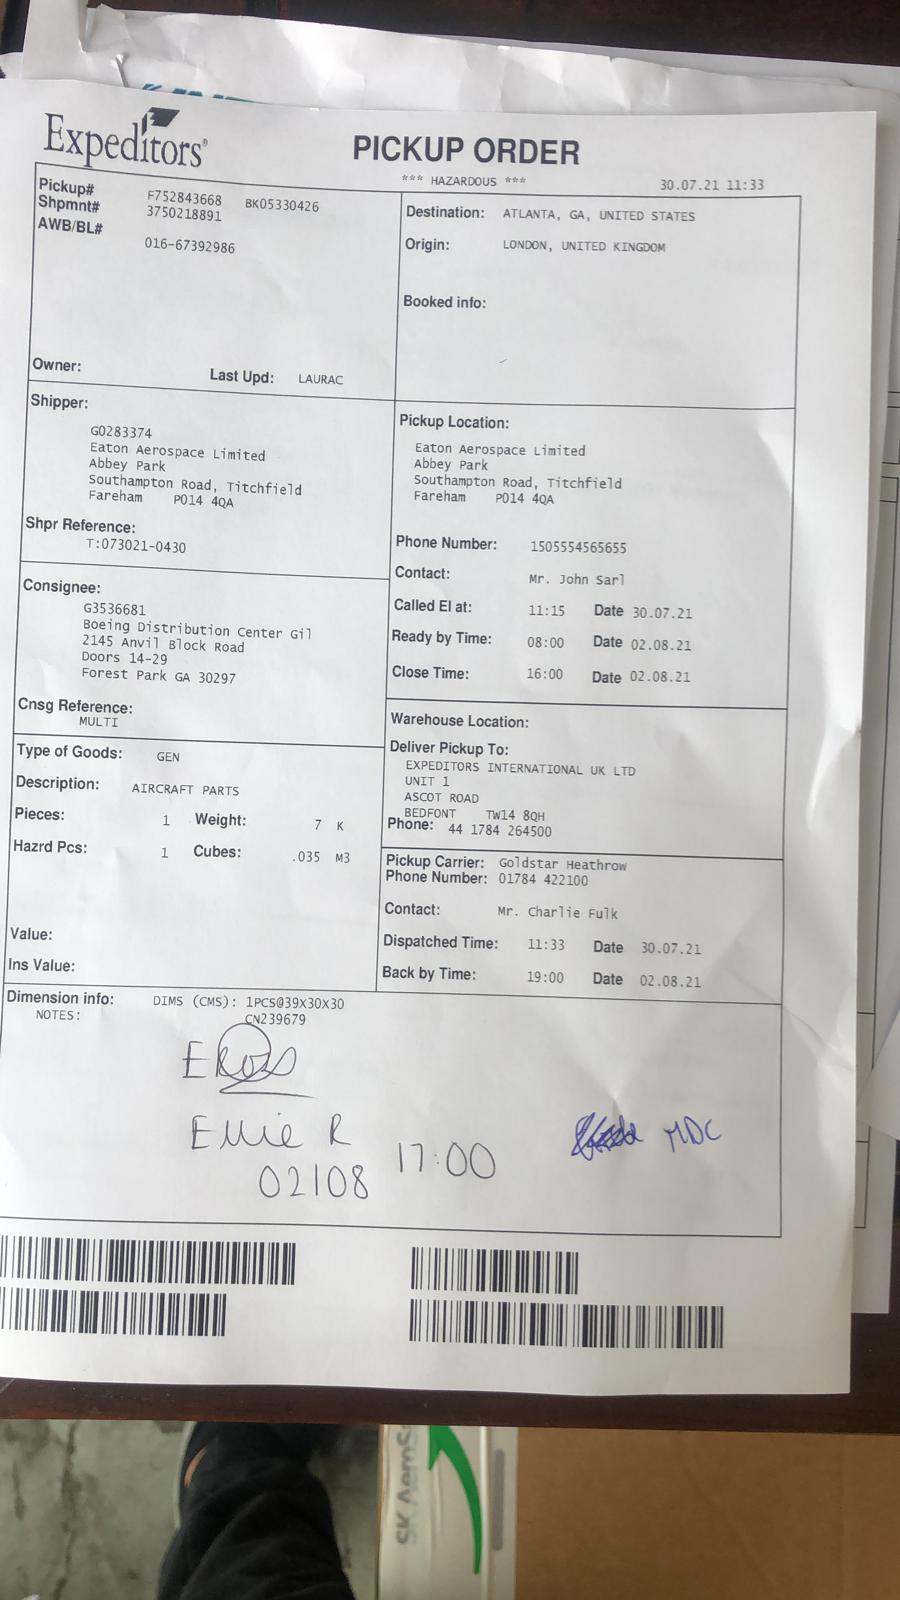 Expeditors®
PICKUP ORDER
*** HAZARDOUS ***
30.07.21 11:33
Pickup# F752843668 BK05330426
Shpmnt# 3750218891
AWB/BL# 016-67392986
Owner: Last Upd: LAURAC
Destination: ATLANTA, GA, UNITED STATES
Origin: LONDON, UNITED KINGDOM
Booked info:
Shipper:
G0283374
Eaton Aerospace Limited
Abbey Park
Southampton Road, Titchfield
Fareham PO14 4QA
Shpr Reference:
T:073021-0430
Pickup Location:
Eaton Aerospace Limited
Abbey Park
Southampton Road, Titchfield
Fareham PO14 4QA
Phone Number: 1505554565655
Contact: Mr. John Sarl
Called EI at: 11:15 Date 30.07.21
Ready by Time: 08:00 Date 02.08.21
Close Time: 16:00 Date 02.08.21
Consignee:
G3536681
Boeing Distribution Center Gil
2145 Anvil Block Road
Doors 14-29
Forest Park GA 30297
Cnsg Reference:
MULTI
Warehouse Location:
Deliver Pickup To:
EXPEDITORS INTERNATIONAL UK LTD
UNIT 1
ASCOT ROAD
BEDFONT TW14 8QH
Phone: 44 1784 264500
Type of Goods: GEN
Description: AIRCRAFT PARTS
Pieces: 1 Weight: 7 K
Hazrd Pcs: 1 Cubes: .035 M3
Value:
Ins Value:
Pickup Carrier: Goldstar Heathrow
Phone Number: 01784 422100
Contact: Mr. Charlie Fulk
Dispatched Time: 11:33 Date 30.07.21
Back by Time: 19:00 Date 02.08.21
Dimension info: DIMS (CMS): 1PCS@39X30X30
NOTES: CN239679
Ellie R
02108 17:00
MDC